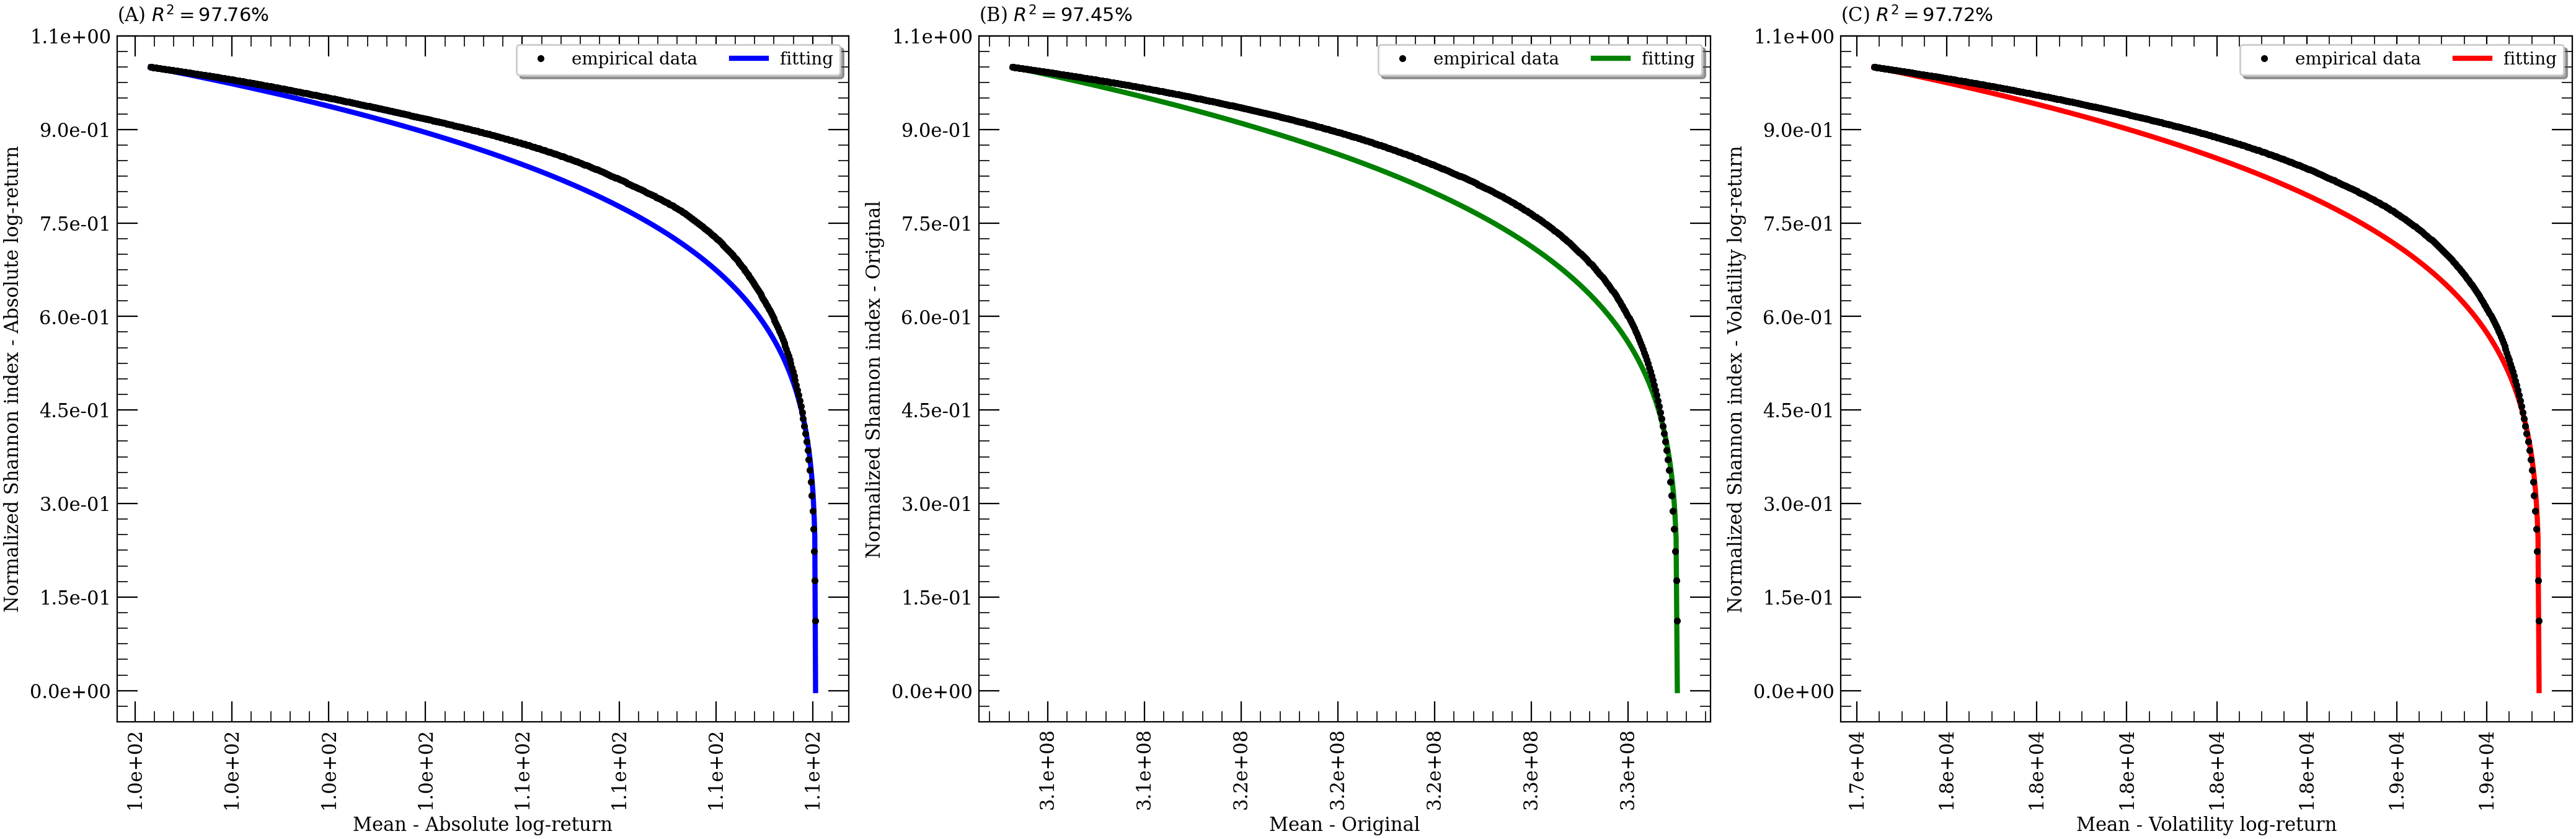 (A) R² = 97.76%
1.1e+00
9.0e-01
7.5e-01
6.0e-01
4.5e-01
3.0e-01
1.5e-01
0.0e+00
Normalized Shannon index - Absolute log-return
empirical data fitting
1.0e+02 1.0e+02 1.0e+02 1.0e+02 1.1e+02 1.1e+02 1.1e+02 1.1e+02
Mean - Absolute log-return
(B) R² = 97.45%
1.1e+00
9.0e-01
7.5e-01
6.0e-01
4.5e-01
3.0e-01
1.5e-01
0.0e+00
Normalized Shannon index - Original
empirical data fitting
3.1e+08 3.1e+08 3.2e+08 3.2e+08 3.2e+08 3.3e+08 3.3e+08
Mean - Original
(C) R² = 97.72%
1.1e+00
9.0e-01
7.5e-01
6.0e-01
4.5e-01
3.0e-01
1.5e-01
0.0e+00
Normalized Shannon index - Volatility log-return
empirical data fitting
1.7e+04 1.8e+04 1.8e+04 1.8e+04 1.8e+04 1.8e+04 1.9e+04 1.9e+04
Mean - Volatility log-return